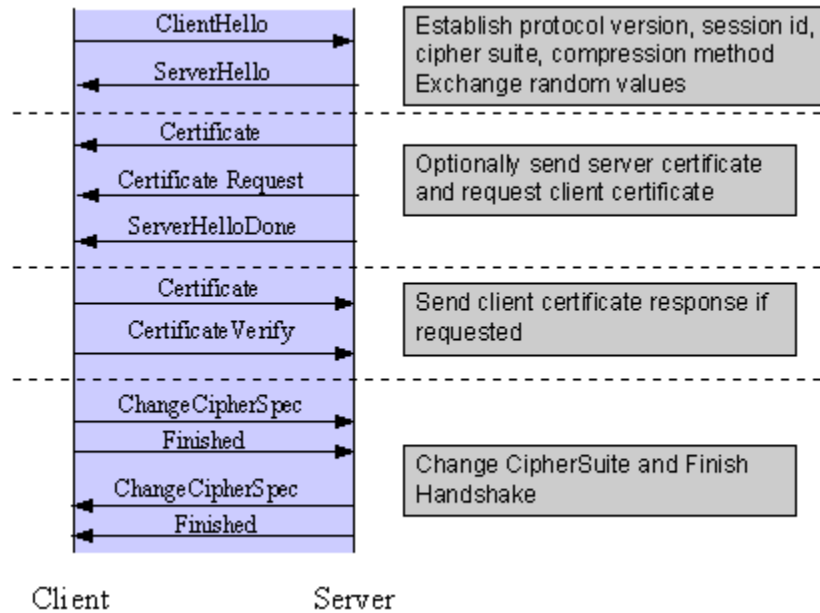 ClientHello
Establish protocol version, session id,
cipher suite, compression method
ServerHello
Exchange random values
Certificate
Optionally send server certificate
Certificate Request
and request client certificate
ServerHelloDone
Certificate
Send client certificate response if
requested
CertificateVerify
ChangeCipherSpec
Finished
Change CipherSuite and Finish
Handshake
ChangeCipherSpec
Finished
Client
Server